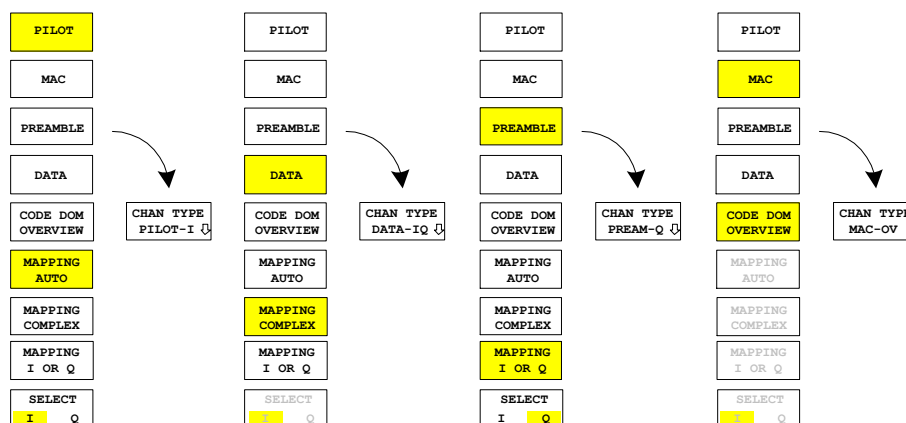 PILOT
MAC
PREAMBLE
DATA
CODE DOM
OVERVIEW
MAPPING
AUTO
MAPPING
COMPLEX
MAPPING
I OR Q
SELECT
I Q
CHAN TYPE
PILOT-I
PILOT
MAC
PREAMBLE
DATA
CODE DOM
OVERVIEW
MAPPING
AUTO
MAPPING
COMPLEX
MAPPING
I OR Q
SELECT
I Q
CHAN TYPE
DATA-IQ
PILOT
MAC
PREAMBLE
DATA
CODE DOM
OVERVIEW
MAPPING
AUTO
MAPPING
COMPLEX
MAPPING
I OR Q
SELECT
I Q
CHAN TYPE
PREAM-Q
PILOT
MAC
PREAMBLE
DATA
CODE DOM
OVERVIEW
MAPPING
AUTO
MAPPING
COMPLEX
MAPPING
I OR Q
SELECT
I Q
CHAN TYPE
MAC-OV